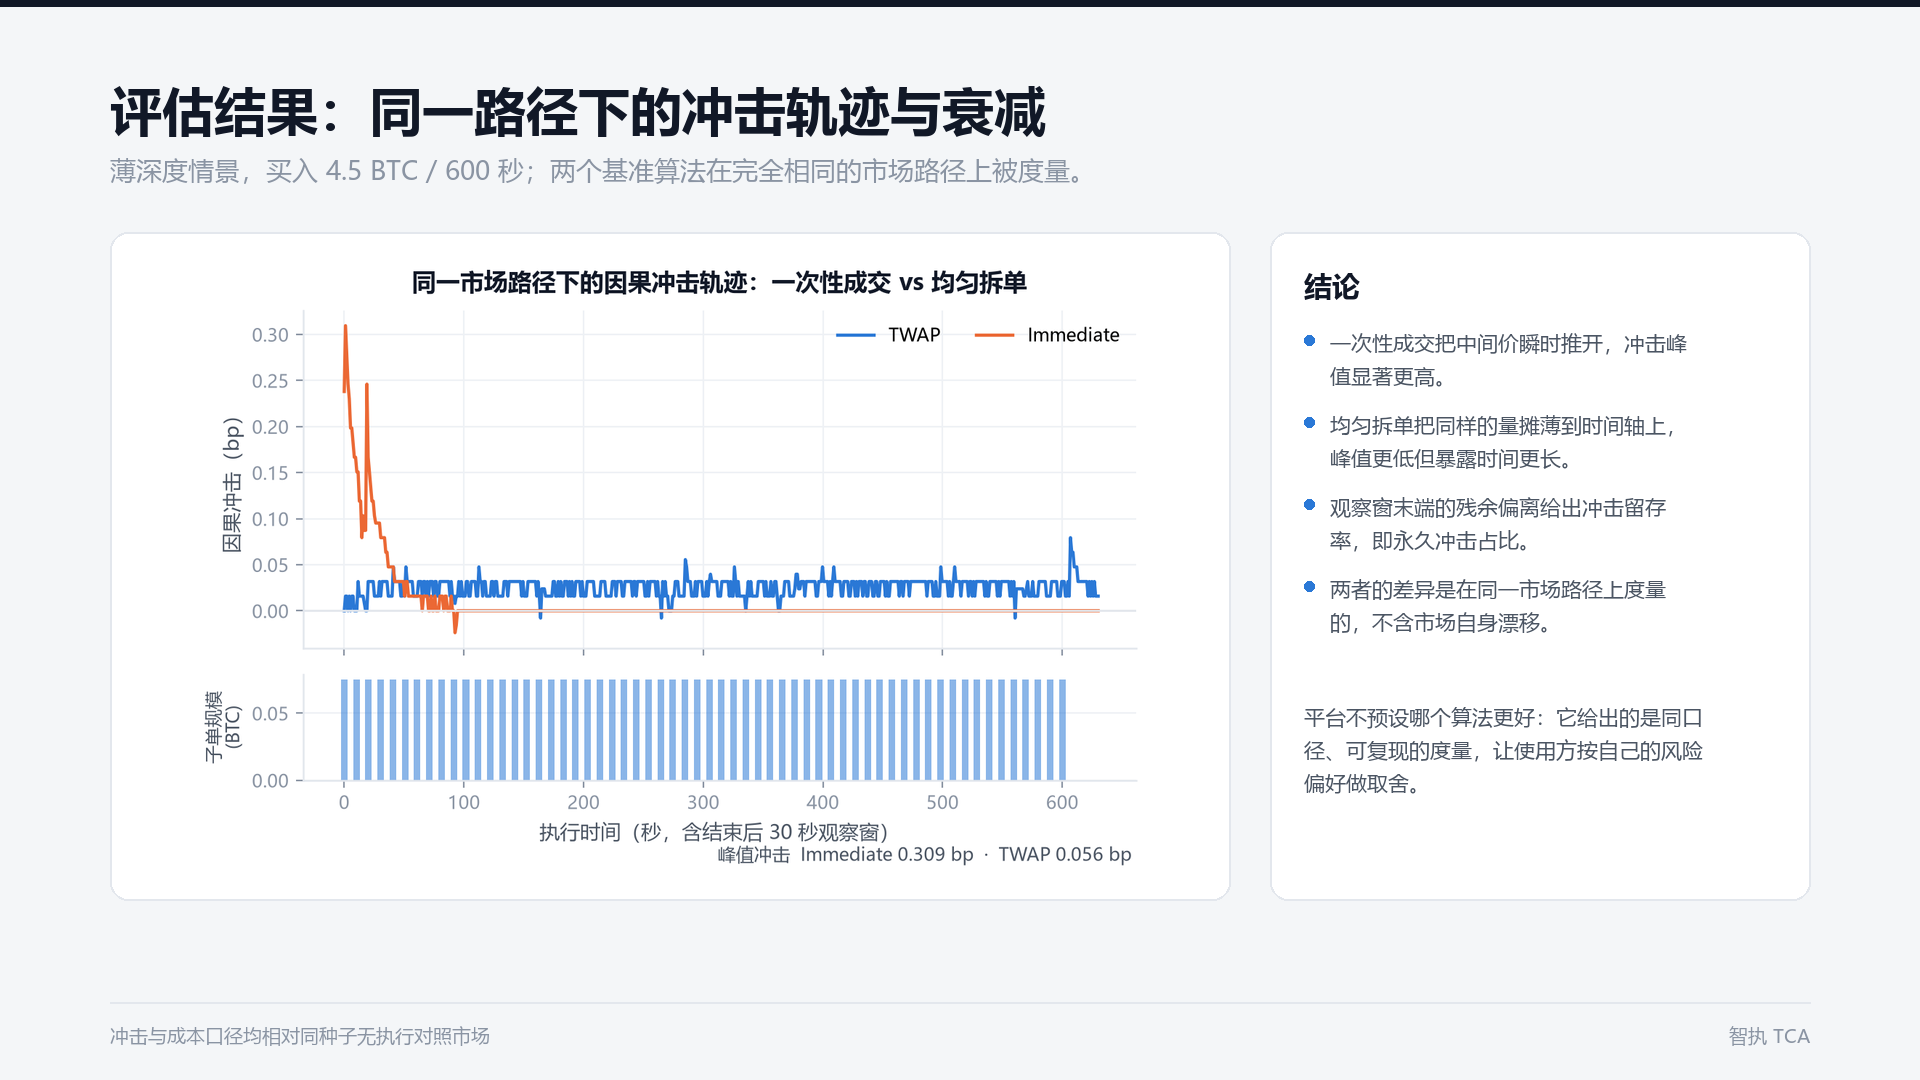 评估结果：同一路径下的冲击轨迹与衰减
薄深度情景，买入 4.5 BTC / 600 秒；两个基准算法在完全相同的市场路径上被度量。
同一市场路径下的因果冲击轨迹：一次性成交 vs 均匀拆单
TWAP
Immediate
因果冲击（bp）
0.30
0.25
0.20
0.15
0.10
0.05
0.00
子单规模
(BTC)
0.05
0.00
0 100 200 300 400 500 600
执行时间（秒，含结束后 30 秒观察窗）
峰值冲击 Immediate 0.309 bp · TWAP 0.056 bp
结论
一次性成交把中间价瞬时推开，冲击峰
值显著更高。
均匀拆单把同样的量摊薄到时间轴上，
峰值更低但暴露时间更长。
观察窗末端的残余偏离给出冲击留存
率，即永久冲击占比。
两者的差异是在同一市场路径上度量
的，不含市场自身漂移。
平台不预设哪个算法更好：它给出的是同口
径、可复现的度量，让使用方按自己的风险
偏好做取舍。
冲击与成本口径均相对同种子无执行对照市场
智执 TCA